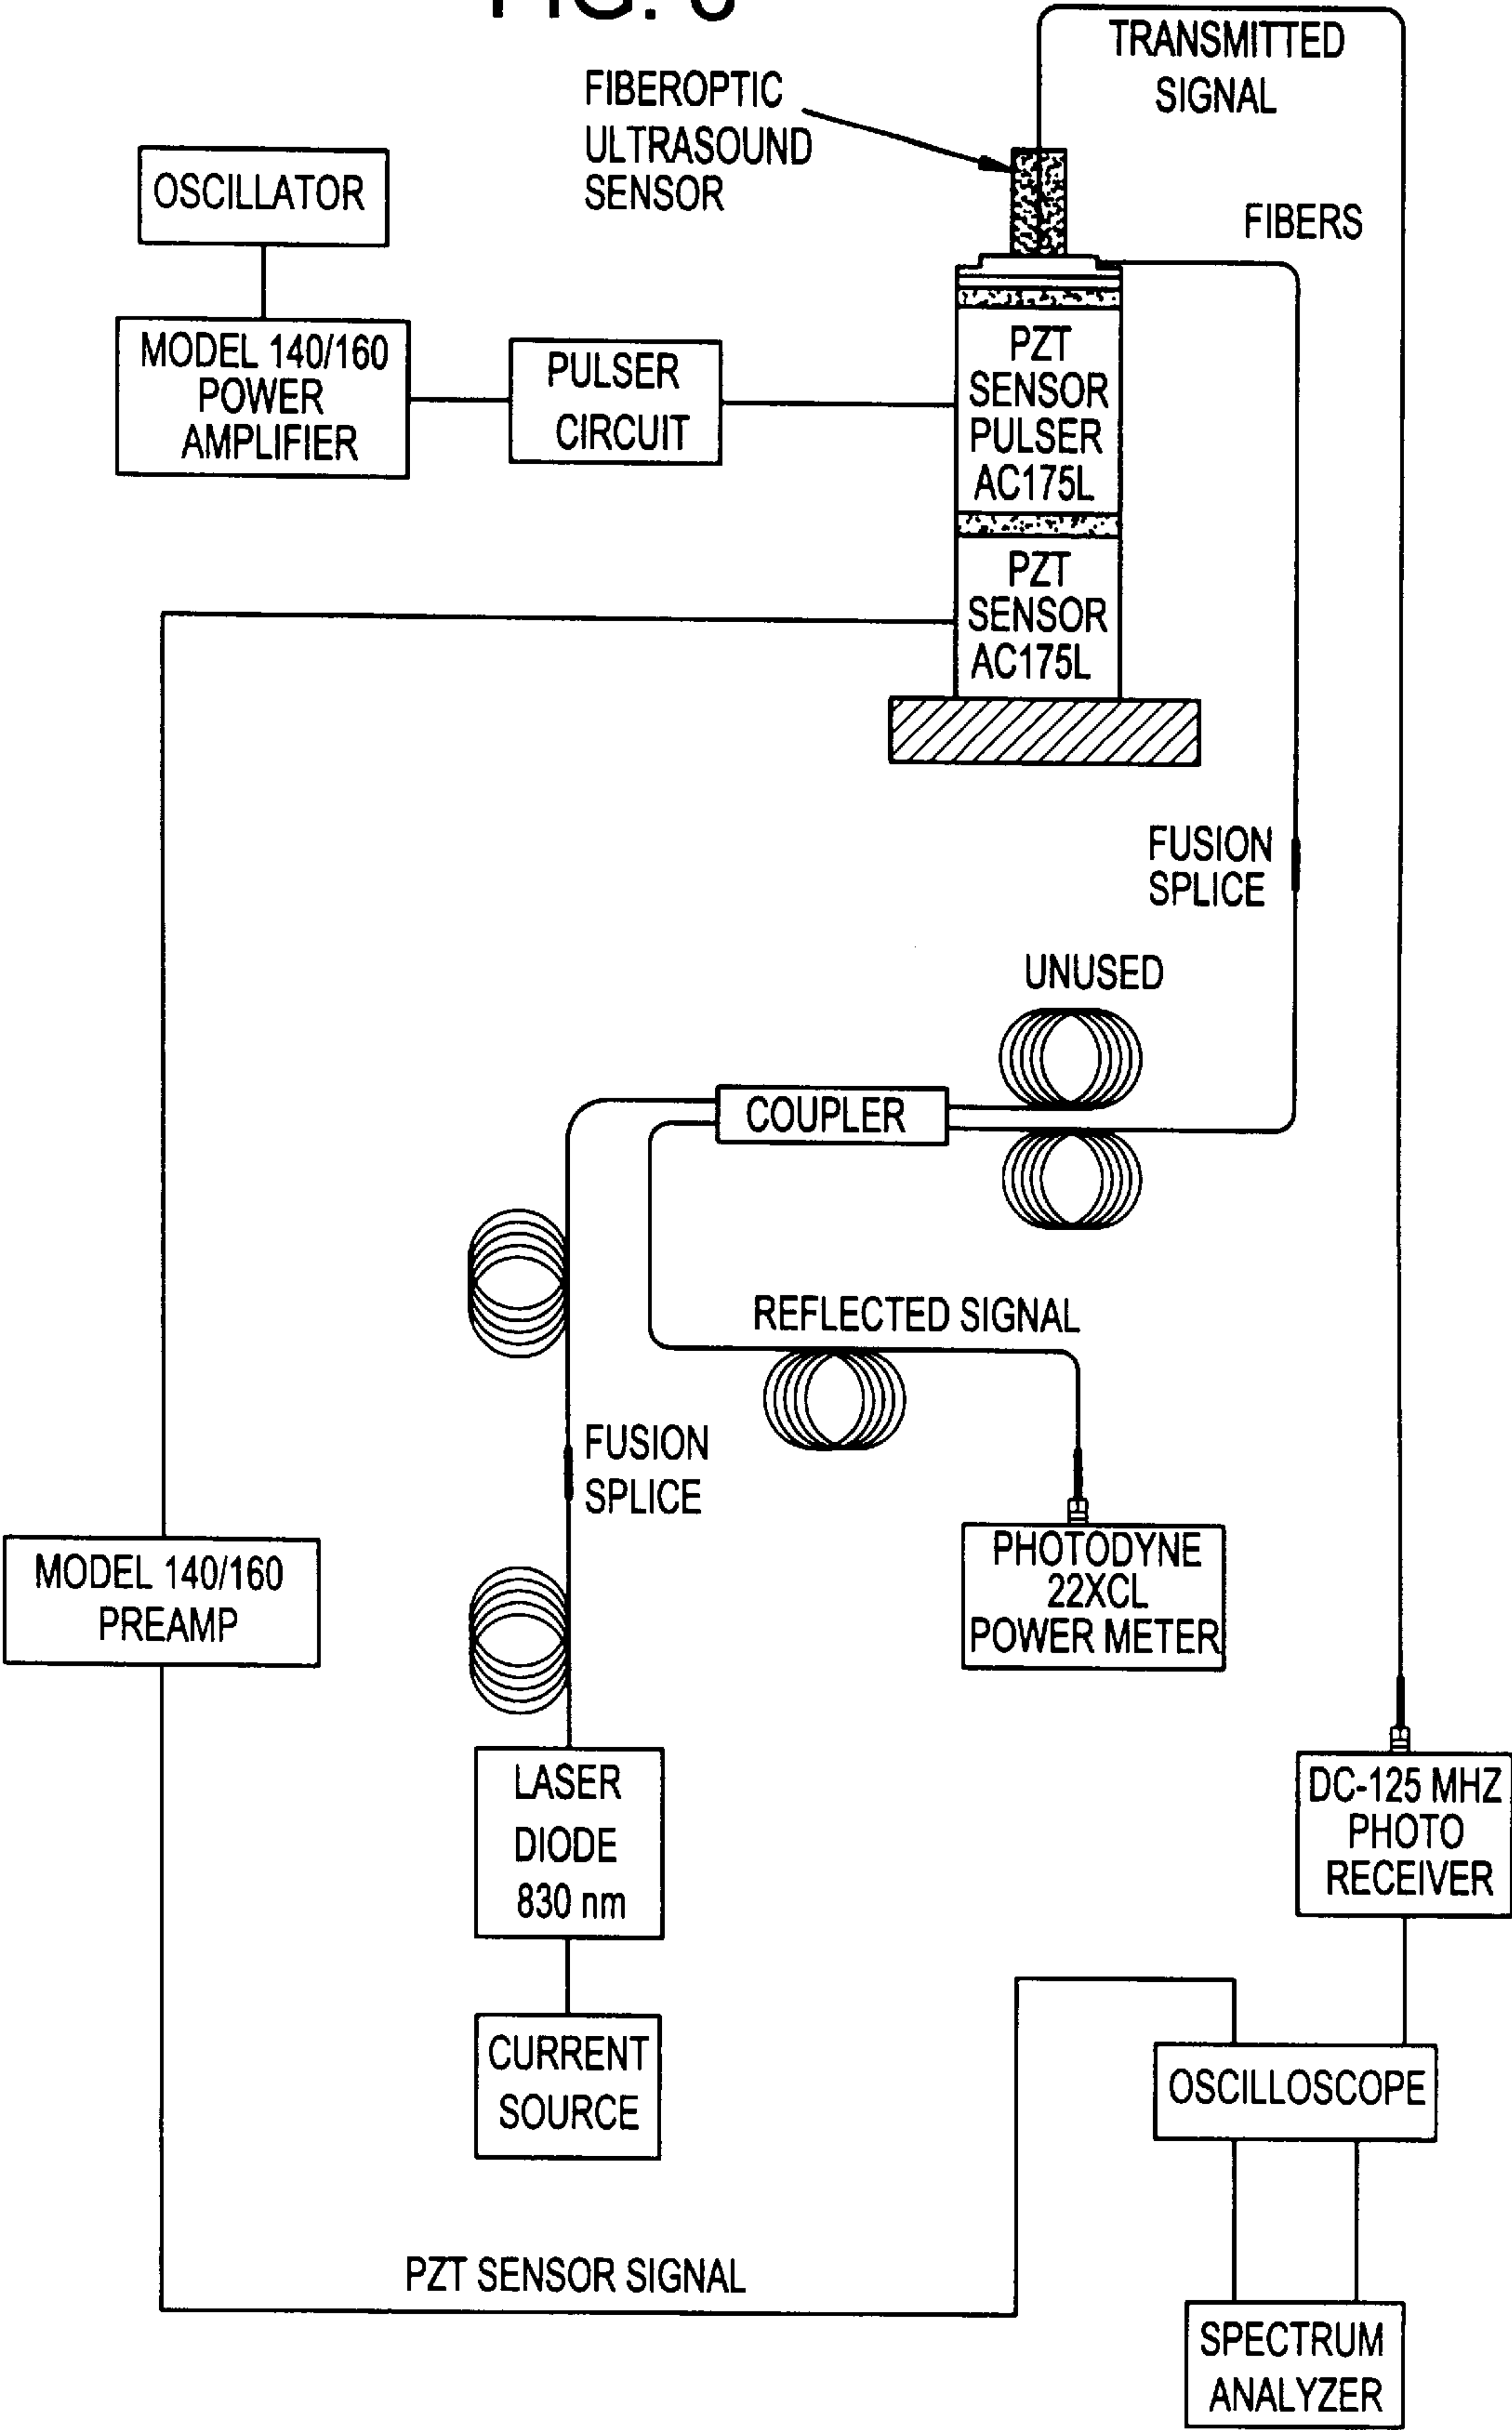 FIG.
TRANSMITTED
SIGNAL
FIBEROPTIC
ULTRASOUND
SENSOR
OSCILLATOR
FIBERS
MODEL 140/160
POWER
AMPLIFIER
PULSER
CIRCUIT
PZT
SENSOR
PULSER
AC175L
PZT
SENSOR
AC175L
FUSION
SPLICE
UNUSED
COUPLER
REFLECTED SIGNAL
FUSION
SPLICE
PHOTODYNE
22XCL
POWER METER
MODEL 140/160
PREAMP
LASER
DIODE
830 nm
DC-125 MHZ
PHOTO
RECEIVER
CURRENT
SOURCE
OSCILLOSCOPE
PZT SENSOR SIGNAL
SPECTRUM
ANALYZER